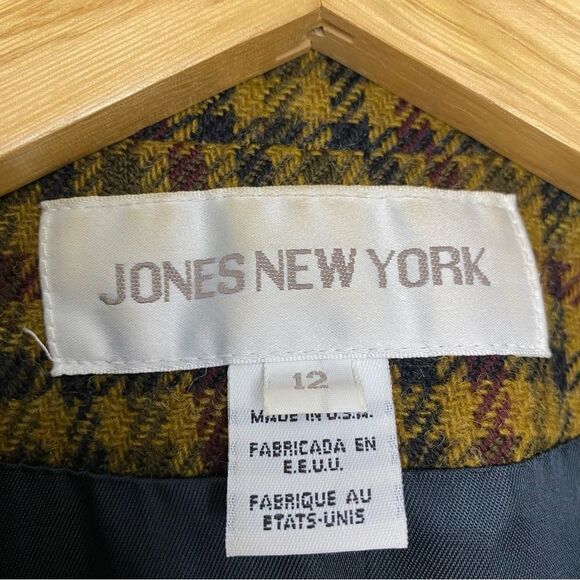 JONES NEW YORK
12
MADE IN U.S.A.
FABRICADA EN
E.E.U.U.
FABRIQUE AU
ETATS-UNIS